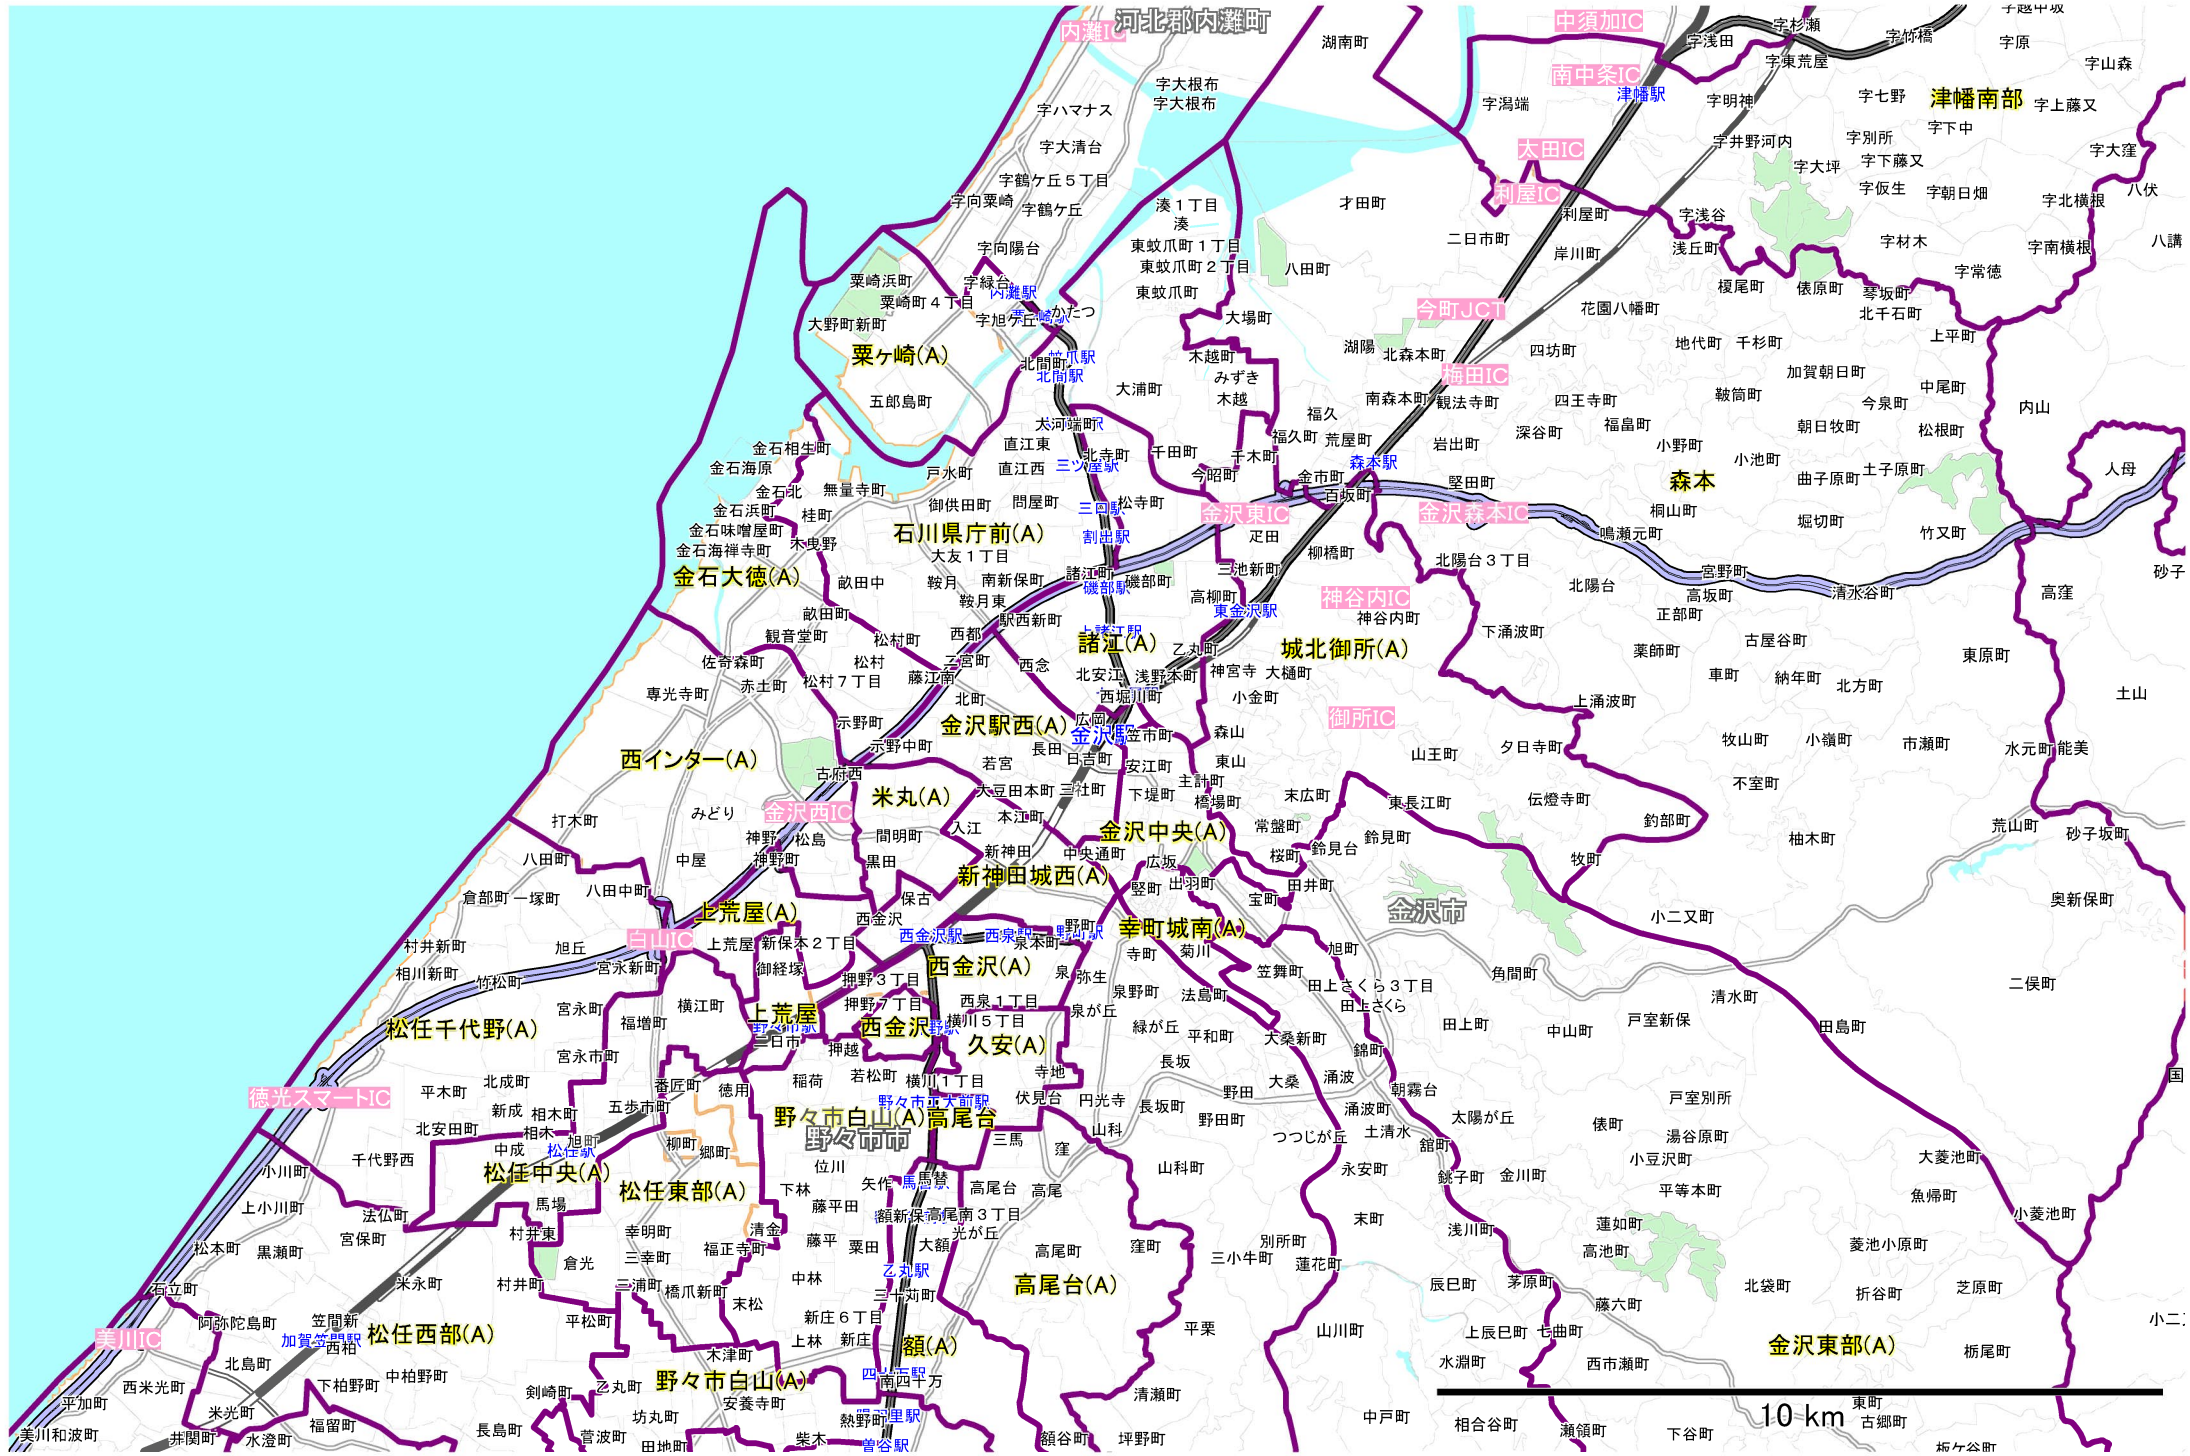 河北郡内灘町
内灘IC
中須加IC
字杉瀬
字越中坂
湖南町
字浅田
字竹橋
字原
字東荒屋
字山森
南中条IC
津幡駅
字大根布
字大根布
字ハマナス
字潟端
字明神
字七野
津幡南部
字上藤又
字下中
字大清台
太田IC
字井野河内
字別所
字下藤又
字大窪
字大坪
字鶴ケ丘5丁目
字向粟崎
字鶴ケ丘
利屋IC
字仮生
字朝日畑
字北横根
八伏
湊1丁目
湊
才田町
利屋町
字浅谷
東蚊爪町1丁目
東蚊爪町2丁目
二日市町
岸川町
浅丘町
字材木
字南横根
八講
字向陽台
字緑台
内灘駅
粟崎浜町
粟崎町4丁目
八田町
東蚊爪町
字常徳
榎尾町
俵原町
琴坂町
北千石町
大野町新町
字旭ケ丘
かたつ
大場町
今町JCT
花園八幡町
上平町
粟ヶ崎(A)
蚊爪駅
北間町
北間駅
木越町
みずき
木越
湖陽
北森本町
四坊町
地代町
千杉町
梅田IC
加賀朝日町
中尾町
五郎島町
大浦町
南森本町
観法寺町
四王寺町
鞁筒町
今泉町
内山
福久
福久町
荒屋町
岩出町
深谷町
福畠町
小野町
朝日牧町
松根町
大河端町
直江東
金石相生町
金石海原
戸水町
直江西
三ツ屋駅
北寺町
千田町
今昭町
千木町
森本駅
金市町
百坂町
堅田町
森本
小池町
曲子原町
土子原町
人母
金石北
無量寺町
金石浜町
桂町
御供田町
問屋町
松寺町
三口駅
金沢東IC
金沢森本IC
桐山町
堀切町
竹又町
金石味噌屋町
木曳野
石川県庁前(A)
割出駅
疋田
柳橋町
鳴瀬元町
金石海禅寺町
金石大徳(A)
大友1丁目
畝田中
鞍月
南新保町
諸江町
磯部町
磯部駅
三池新町
北陽台3丁目
北陽台
宮野町
高坂町
清水谷町
高窪
砂子
鞍月東
高柳町
東金沢駅
神谷内IC
神谷内町
正部町
畝田町
駅西新町
観音堂町
松村町
西都
上諸江駅
諸江(A)
乙丸町
城北御所(A)
下涌波町
薬師町
古屋谷町
東原町
佐奇森町
松村
乙宮町
西念
藤江南
松村7丁目
赤土町
専光寺町
北安江
浅野本町
神宮寺
大樋町
車町
納年町
北方町
土山
北町
西堀川町
小金町
上涌波町
示野町
金沢駅西(A)
広岡
金沢駅
笠市町
森山
御所IC
示野中町
長田
日吉町
安江町
東山
山王町
夕日寺町
牧山町
小嶺町
市瀬町
水元町
能美
西インター(A)
古府西
若宮
米丸(A)
大豆田本町
三社町
下堤町
主計町
橋場町
末広町
東長江町
伝燈寺町
不室町
みどり
金沢西IC
本江町
釣部町
荒山町
砂子坂町
打木町
神野
松島
間明町
入江
金沢中央(A)
常盤町
鈴見町
柚木町
八田町
中屋
神野町
黒田
新神田
中央通町
広坂
桜町
鈴見台
牧町
新神田城西(A)
竪町
出羽町
宝町
田井町
八田中町
倉部町
一塚町
保古
西金沢
金沢市
小二又町
奥新保町
上荒屋(A)
白山IC
野町
幸町城南(A)
村井新町
旭丘
上荒屋
新保本2丁目
西金沢駅
西泉駅
泉本町
野町駅
寺町
菊川
旭町
相川新町
竹松町
宮永新町
御経塚
押野3丁目
西金沢(A)
泉
弥生
笠舞町
角間町
二俣町
宮永町
横江町
押野7丁目
西泉1丁目
泉野町
法島町
田上さくら3丁目
田上さくら
清水町
松任千代野(A)
福増町
上荒屋
西金沢
横川5丁目
泉が丘
緑が丘
平和町
田上町
中山町
戸室新保
田島町
宮永市町
二日市
押越
久安(A)
大桑新町
錦町
長坂
徳光スマートIC
平木町
北成町
番匠町
徳用
稲荷
若松町
横川1丁目
寺地
大桑
涌波
朝霧台
国
新成
相木町
五歩市町
野々市工大前駅
伏見台
円光寺
長坂町
野田
野田町
涌波町
太陽が丘
戸室別所
北安田町
相木
旭町
松任駅
野々市白山(A)
高尾台
野々市市
山科
三馬
つつじが丘
土清水
舘町
俵町
湯谷原町
千代野西
中成
柳町
郷町
窪
小豆沢町
大菱池町
小川町
松任中央(A)
位川
山科町
永安町
銚子町
金川町
平等本町
上小川町
馬場
松任東部(A)
下林
矢作
馬替
高尾台
高尾
魚帰町
法仏町
藤平田
額新保
高尾南3丁目
末町
浅川町
蓮如町
小菱池町
松本町
宮保町
村井東
幸明町
清金
光が丘
黒瀬町
福正寺町
藤平
粟田
大額
高尾町
窪町
別所町
三小牛町
蓮花町
高池町
菱池小原町
倉光
三幸町
乙丸駅
石立町
米永町
村井町
三浦町
橋爪新町
中林
三十苅町
高尾台(A)
辰巳町
茅原町
北袋町
折谷町
芝原町
阿弥陀島町
笠間新
加賀笠間駅
西柏
松任西部(A)
平松町
末松
新庄6丁目
上林
新庄
額(A)
平栗
山川町
藤六町
上辰巳町
七曲町
金沢東部(A)
美川IC
北島町
木津町
野々市白山(A)
南四十万
水淵町
西市瀬町
栃尾町
西米光町
下柏野町
中柏野町
剣崎町
乙丸町
安養寺町
清瀬町
平加町
米光町
福留町
坊丸町
熱野町
中戸町
相合谷町
瀬領町
10 km
東町
古郷町
美川和波町
井関町
水澄町
長島町
菅波町
田地町
柴木
曽谷駅
額谷町
坪野町
下谷町
板ケ谷町